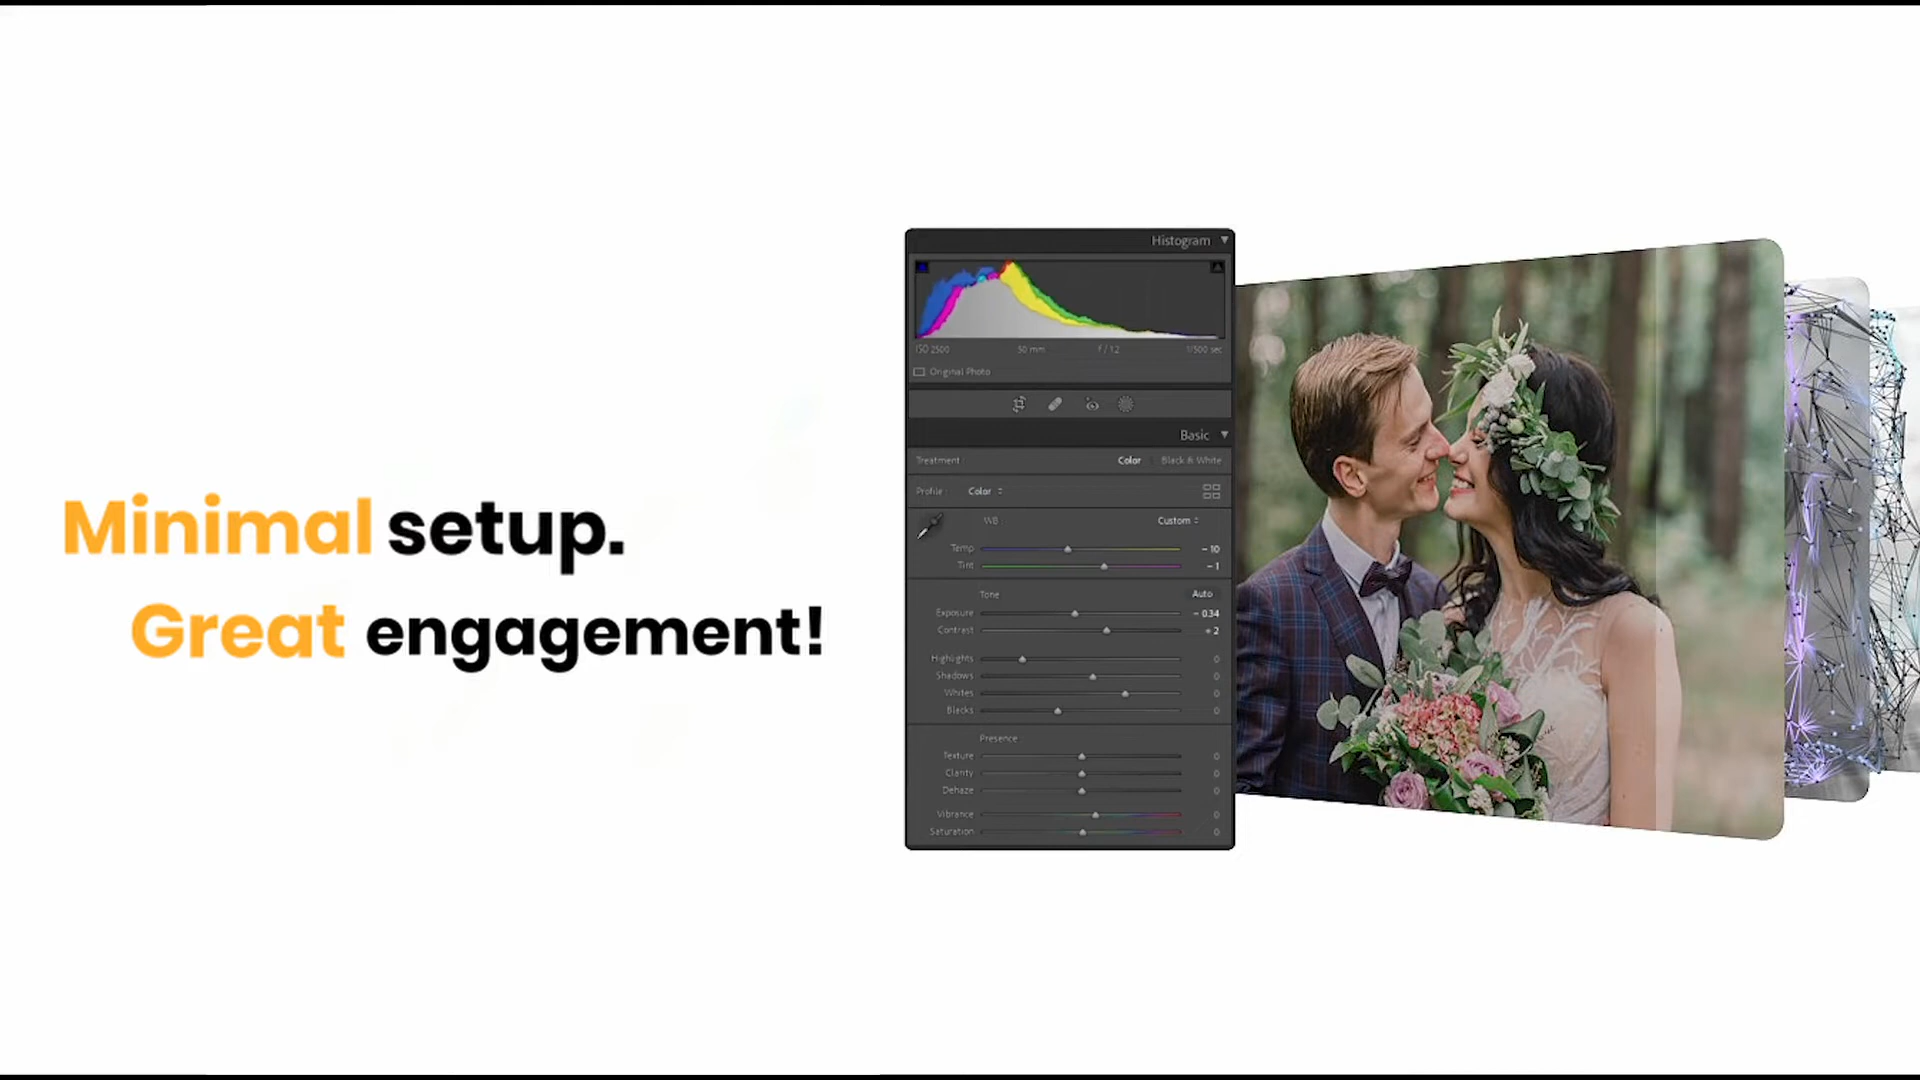 Minimal setup.
Great engagement!
Histogram
ISO 2500 50 mm f / 1.2 1/500 sec
Original Photo
Basic
Treatment: Color Black & White
Profile: Color
WB: Custom
Temp - 10
Tint - 1
Tone Auto
Exposure - 0.34
Contrast + 2
Highlights 0
Shadows 0
Whites 0
Blacks 0
Presence
Texture 0
Clarity 0
Dehaze 0
Vibrance 0
Saturation 0